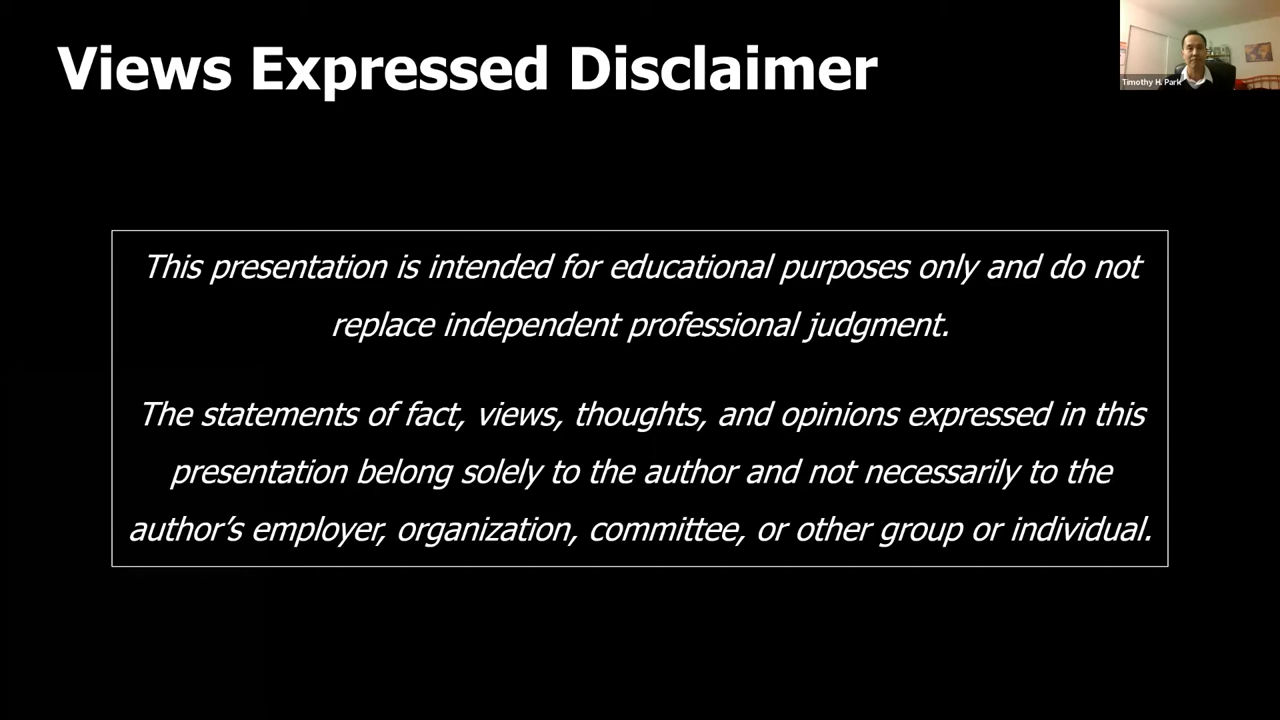 Views Expressed Disclaimer
Timothy H. Park
This presentation is intended for educational purposes only and do not
replace independent professional judgment.
The statements of fact, views, thoughts, and opinions expressed in this
presentation belong solely to the author and not necessarily to the
author’s employer, organization, committee, or other group or individual.